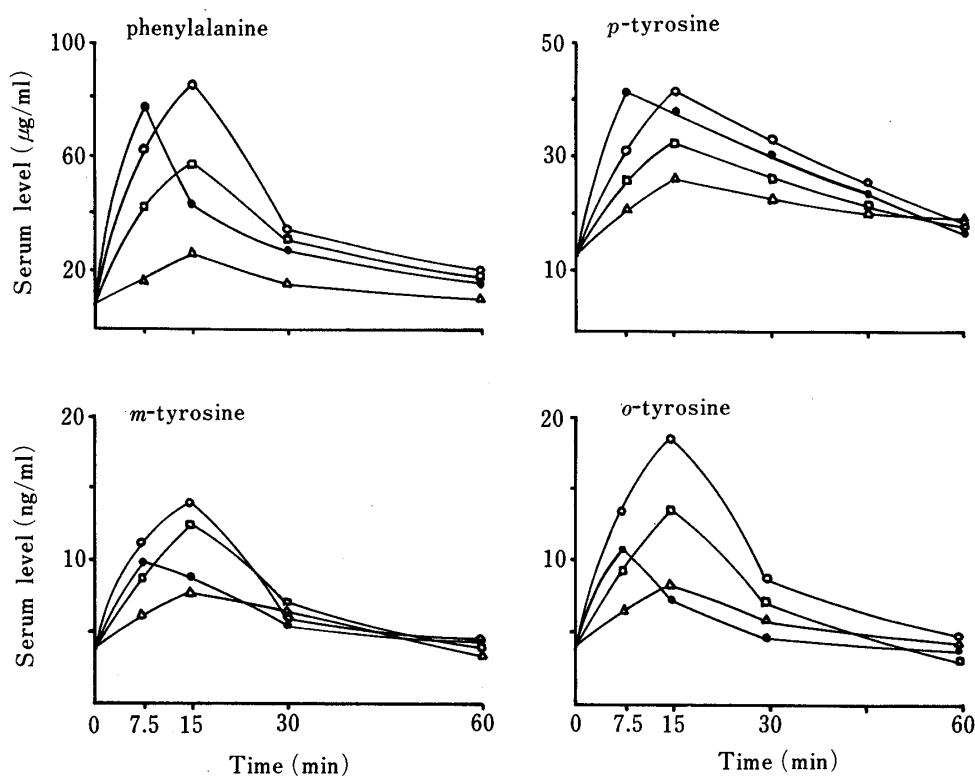 phenylalanine
100
60
20
Serum level (μg/ml)
p-tyrosine
50
30
10
m-tyrosine
20
10
Serum level (ng/ml)
0 7.5 15 30 60
Time (min)
o-tyrosine
20
10
0 7.5 15 30 60
Time (min)